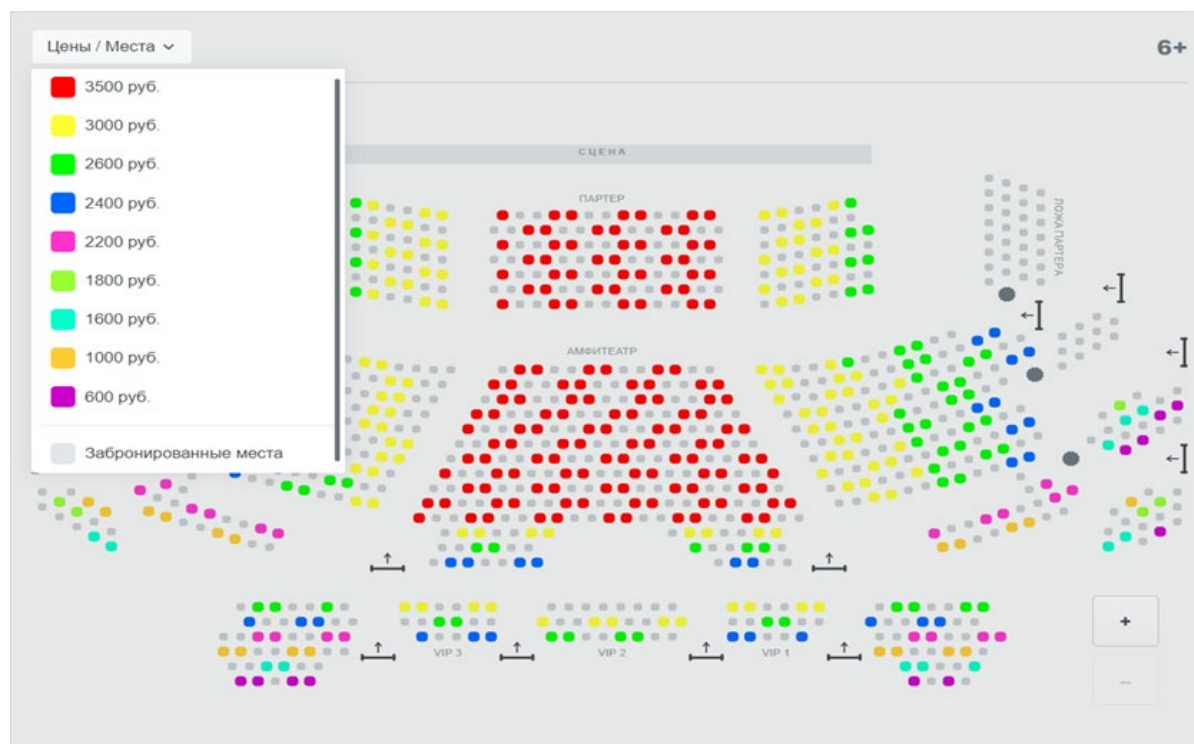 Цены / Места
6+
3500 руб.
3000 руб.
2600 руб.
2400 руб.
2200 руб.
1800 руб.
1600 руб.
1000 руб.
600 руб.
Забронированные места
СЦЕНА
ПАРТЕР
ЛОЖА ПАРТЕРА
АМФИТЕАТР
VIP 3
VIP 2
VIP 1
+
−